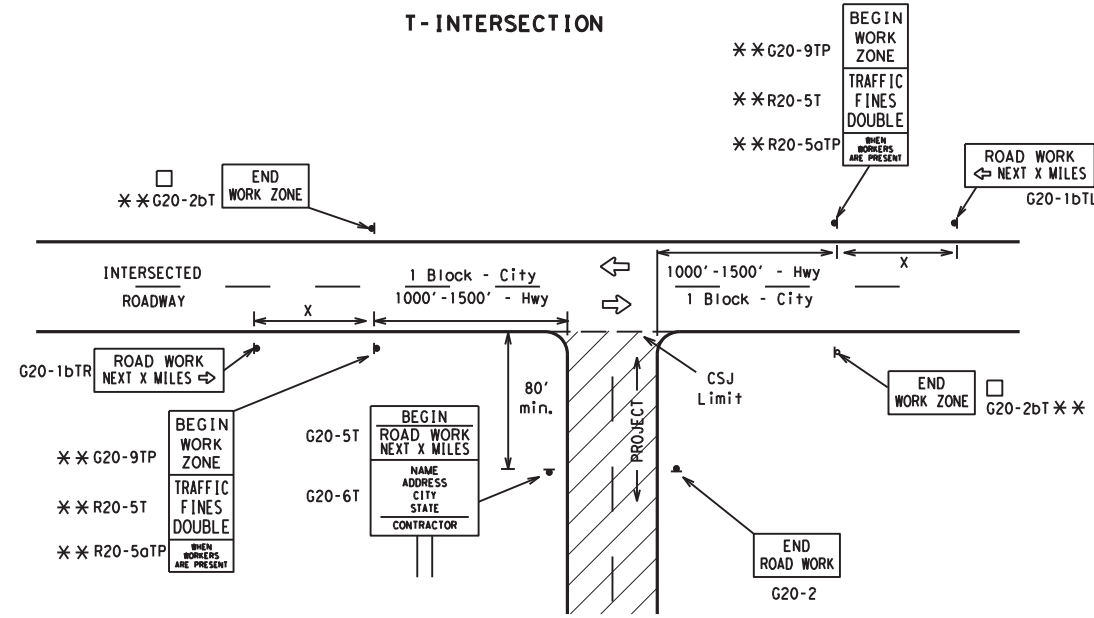 T-INTERSECTION
BEGIN
WORK
ZONE
TRAFFIC
FINES
DOUBLE
WHEN
WORKERS
ARE PRESENT
** G20-9TP
** R20-5T
** R20-5aTP
ROAD WORK
⇦ NEXT X MILES
G20-1bTL
□
** G20-2bT
END
WORK ZONE
INTERSECTED
ROADWAY
1 Block - City
1000'-1500' - Hwy
X
1000'-1500' - Hwy
1 Block - City
X
G20-1bTR
ROAD WORK
NEXT X MILES ⇨
80'
min.
CSJ
Limit
PROJECT
END
WORK ZONE
□
G20-2bT **
** G20-9TP
** R20-5T
** R20-5aTP
BEGIN
WORK
ZONE
TRAFFIC
FINES
DOUBLE
WHEN
WORKERS
ARE PRESENT
G20-5T
G20-6T
BEGIN
ROAD WORK
NEXT X MILES
NAME
ADDRESS
CITY
STATE
CONTRACTOR
END
ROAD WORK
G20-2